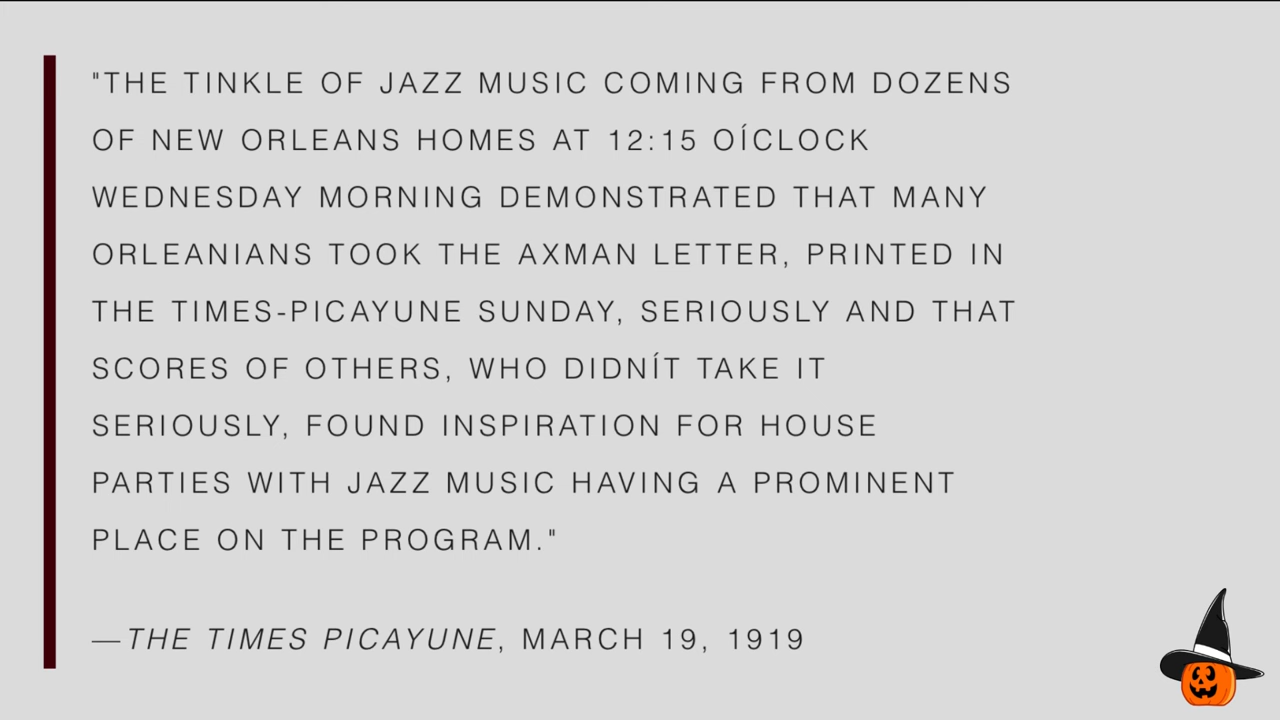 "THE TINKLE OF JAZZ MUSIC COMING FROM DOZENS
OF NEW ORLEANS HOMES AT 12:15 OÍCLOCK
WEDNESDAY MORNING DEMONSTRATED THAT MANY
ORLEANIANS TOOK THE AXMAN LETTER, PRINTED IN
THE TIMES-PICAYUNE SUNDAY, SERIOUSLY AND THAT
SCORES OF OTHERS, WHO DIDNÍT TAKE IT
SERIOUSLY, FOUND INSPIRATION FOR HOUSE
PARTIES WITH JAZZ MUSIC HAVING A PROMINENT
PLACE ON THE PROGRAM."
—THE TIMES PICAYUNE, MARCH 19, 1919